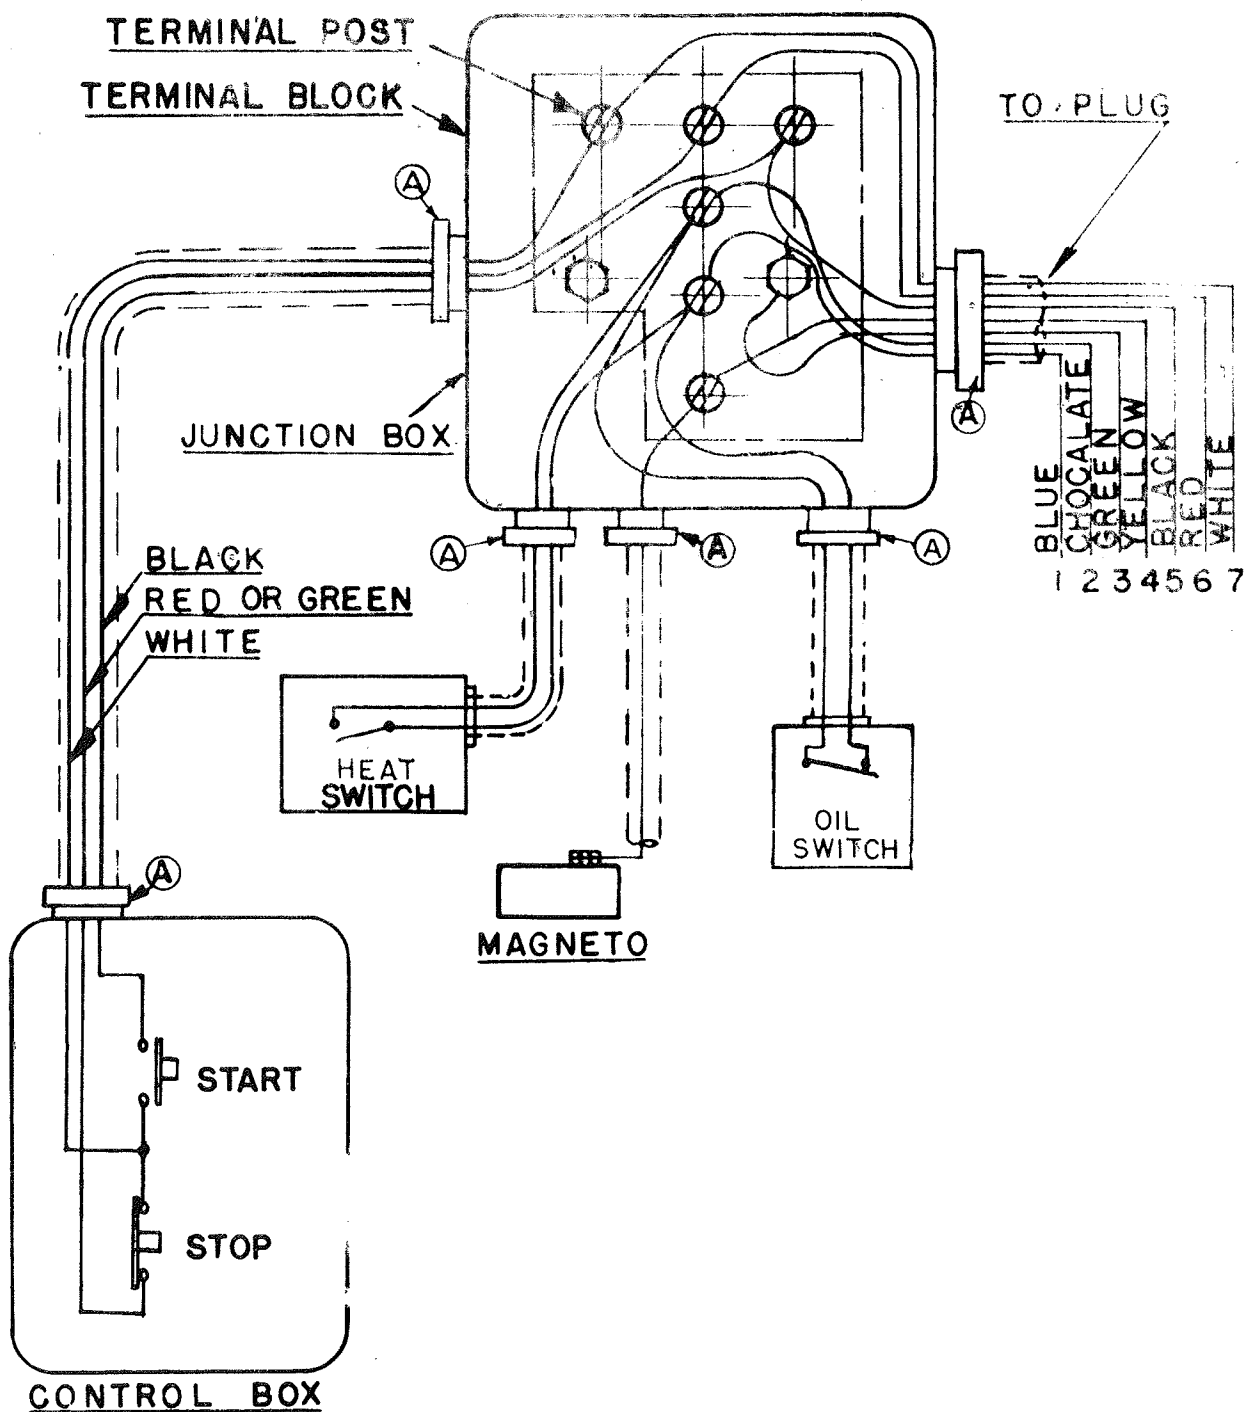 TERMINAL POST
TERMINAL BLOCK
TO PLUG
A
JUNCTION BOX
A
A
A
A
BLUE
CHOCALATE
GREEN
YELLOW
BLACK
RED
WHITE
1 2 3 4 5 6 7
BLACK
RED OR GREEN
WHITE
HEAT
SWITCH
OIL
SWITCH
A
MAGNETO
START
STOP
CONTROL BOX